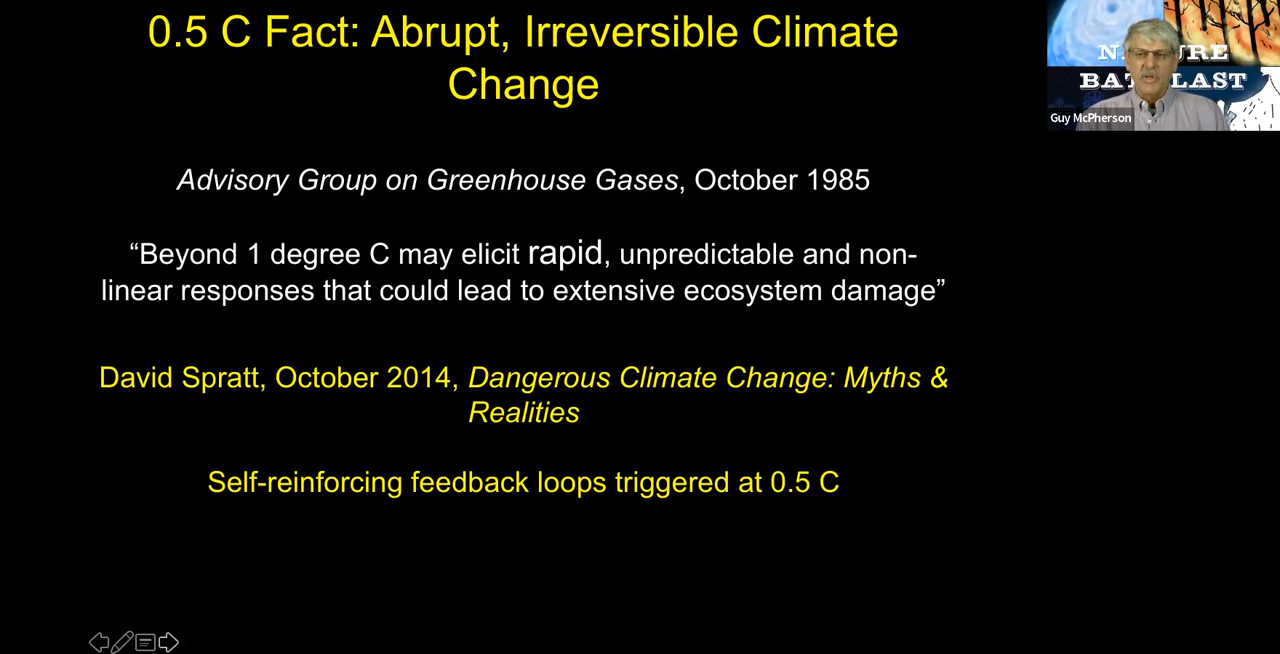 0.5 C Fact: Abrupt, Irreversible Climate
Change
Advisory Group on Greenhouse Gases, October 1985
“Beyond 1 degree C may elicit rapid, unpredictable and non-
linear responses that could lead to extensive ecosystem damage”
David Spratt, October 2014, Dangerous Climate Change: Myths &
Realities
Self-reinforcing feedback loops triggered at 0.5 C
LAST
Guy McPherson